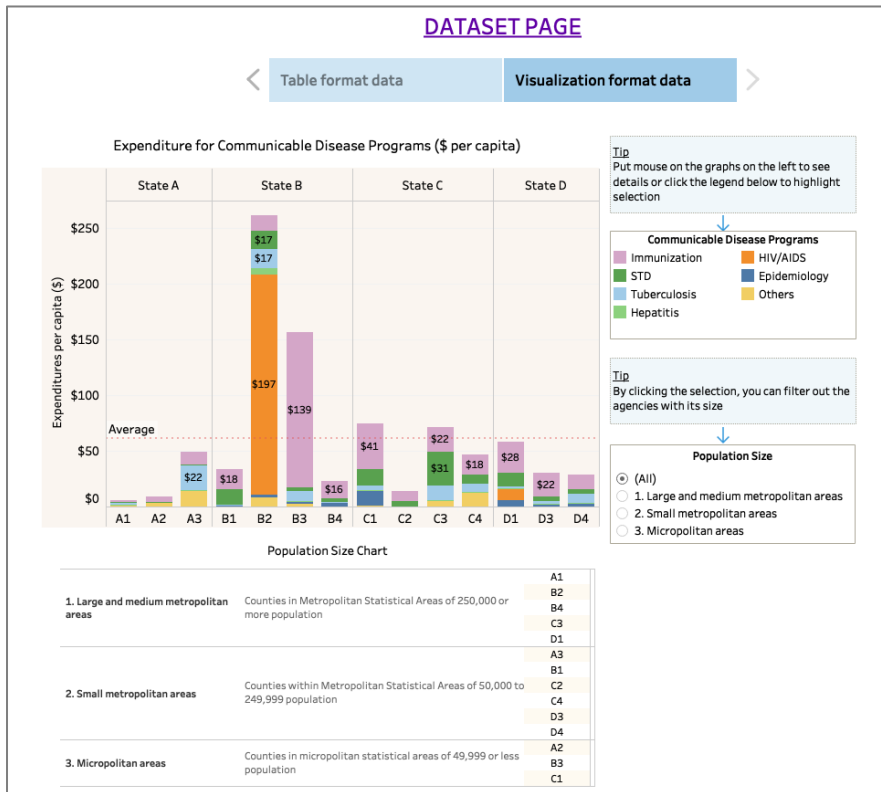 DATASET PAGE
Table format data
Visualization format data
Expenditure for Communicable Disease Programs ($ per capita)
State A
State B
State C
State D
Expenditures per capita ($)
$250
$200
$150
$100
$50
$0
Average
$22
$18
$17
$17
$197
$139
$16
$41
$22
$31
$18
$28
$22
A1
A2
A3
B1
B2
B3
B4
C1
C2
C3
C4
D1
D3
D4
Tip
Put mouse on the graphs on the left to see
details or click the legend below to highlight
selection
Communicable Disease Programs
Immunization
HIV/AIDS
STD
Epidemiology
Tuberculosis
Others
Hepatitis
Tip
By clicking the selection, you can filter out the
agencies with its size
Population Size
(All)
1. Large and medium metropolitan areas
2. Small metropolitan areas
3. Micropolitan areas
Population Size Chart
1. Large and medium metropolitan
areas
Counties in Metropolitan Statistical Areas of 250,000 or
more population
A1
B2
B4
C3
D1
2. Small metropolitan areas
Counties within Metropolitan Statistical Areas of 50,000 to
249,999 population
A3
B1
C2
C4
D3
D4
3. Micropolitan areas
Counties in micropolitan statistical areas of 49,999 or less
population
A2
B3
C1